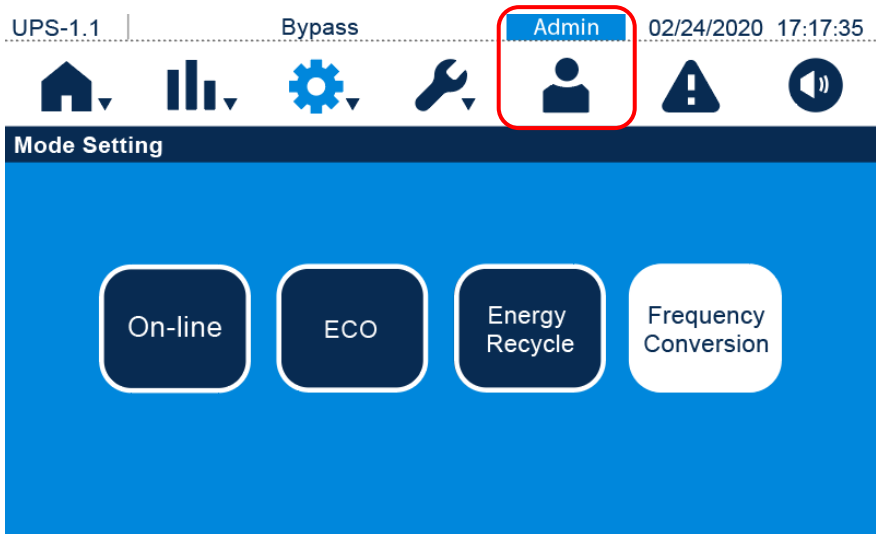 UPS-1.1 Bypass Admin 02/24/2020 17:17:35
Mode Setting
On-line
ECO
Energy
Recycle
Frequency
Conversion